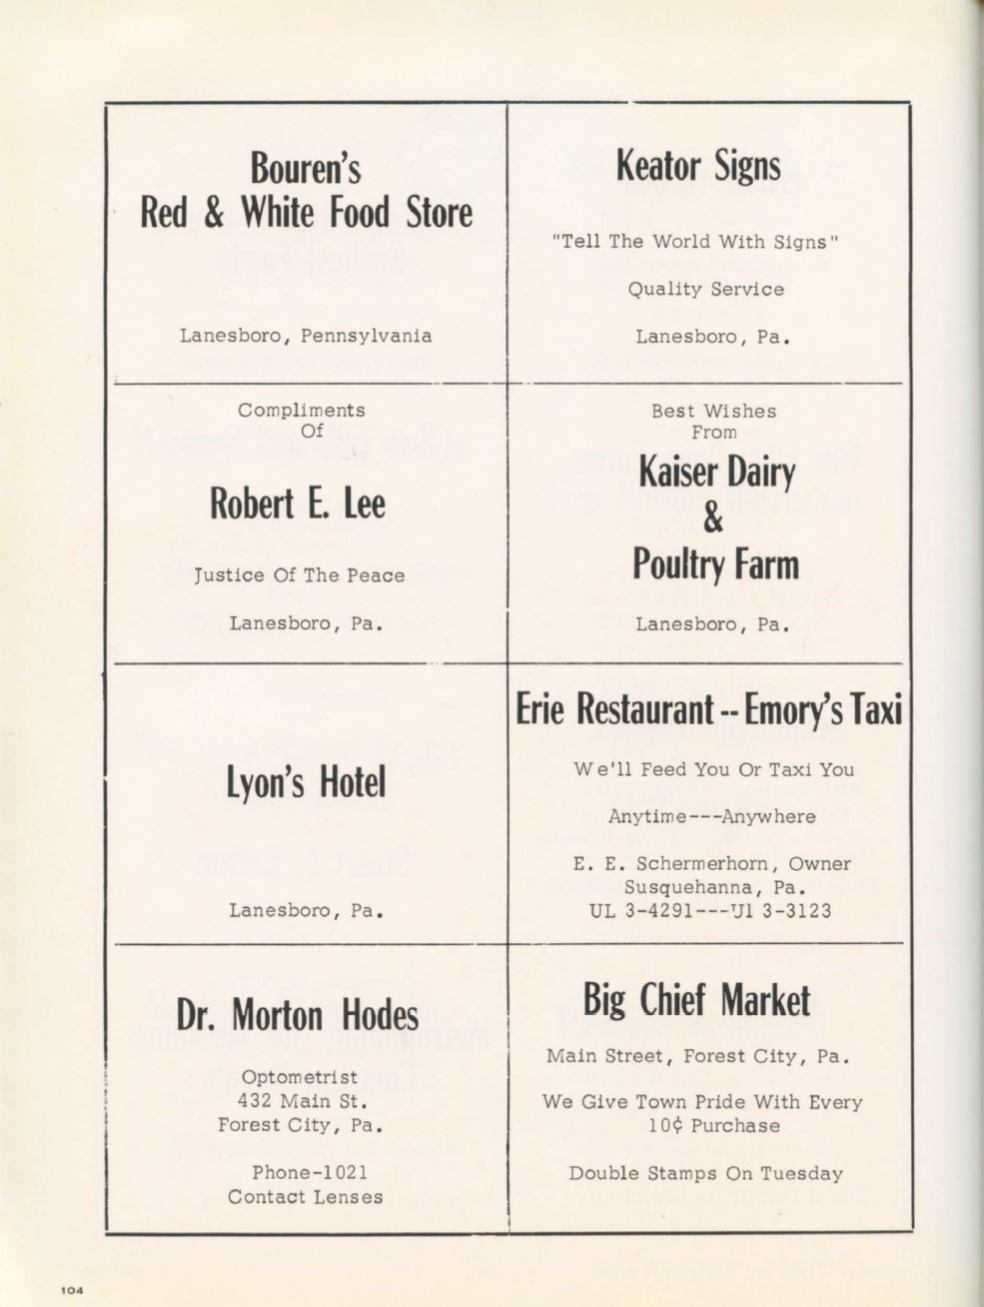 Bouren's
Red & White Food Store
Lanesboro, Pennsylvania
Keator Signs
"Tell The World With Signs"
Quality Service
Lanesboro, Pa.
Compliments
Of
Robert E. Lee
Justice Of The Peace
Lanesboro, Pa.
Best Wishes
From
Kaiser Dairy
&
Poultry Farm
Lanesboro, Pa.
Lyon's Hotel
Lanesboro, Pa.
Erie Restaurant -- Emory's Taxi
We'll Feed You Or Taxi You
Anytime---Anywhere
E. E. Schermerhorn, Owner
Susquehanna, Pa.
UL 3-4291---Ul 3-3123
Dr. Morton Hodes
Optometrist
432 Main St.
Forest City, Pa.
Phone-1021
Contact Lenses
Big Chief Market
Main Street, Forest City, Pa.
We Give Town Pride With Every
10¢ Purchase
Double Stamps On Tuesday
104